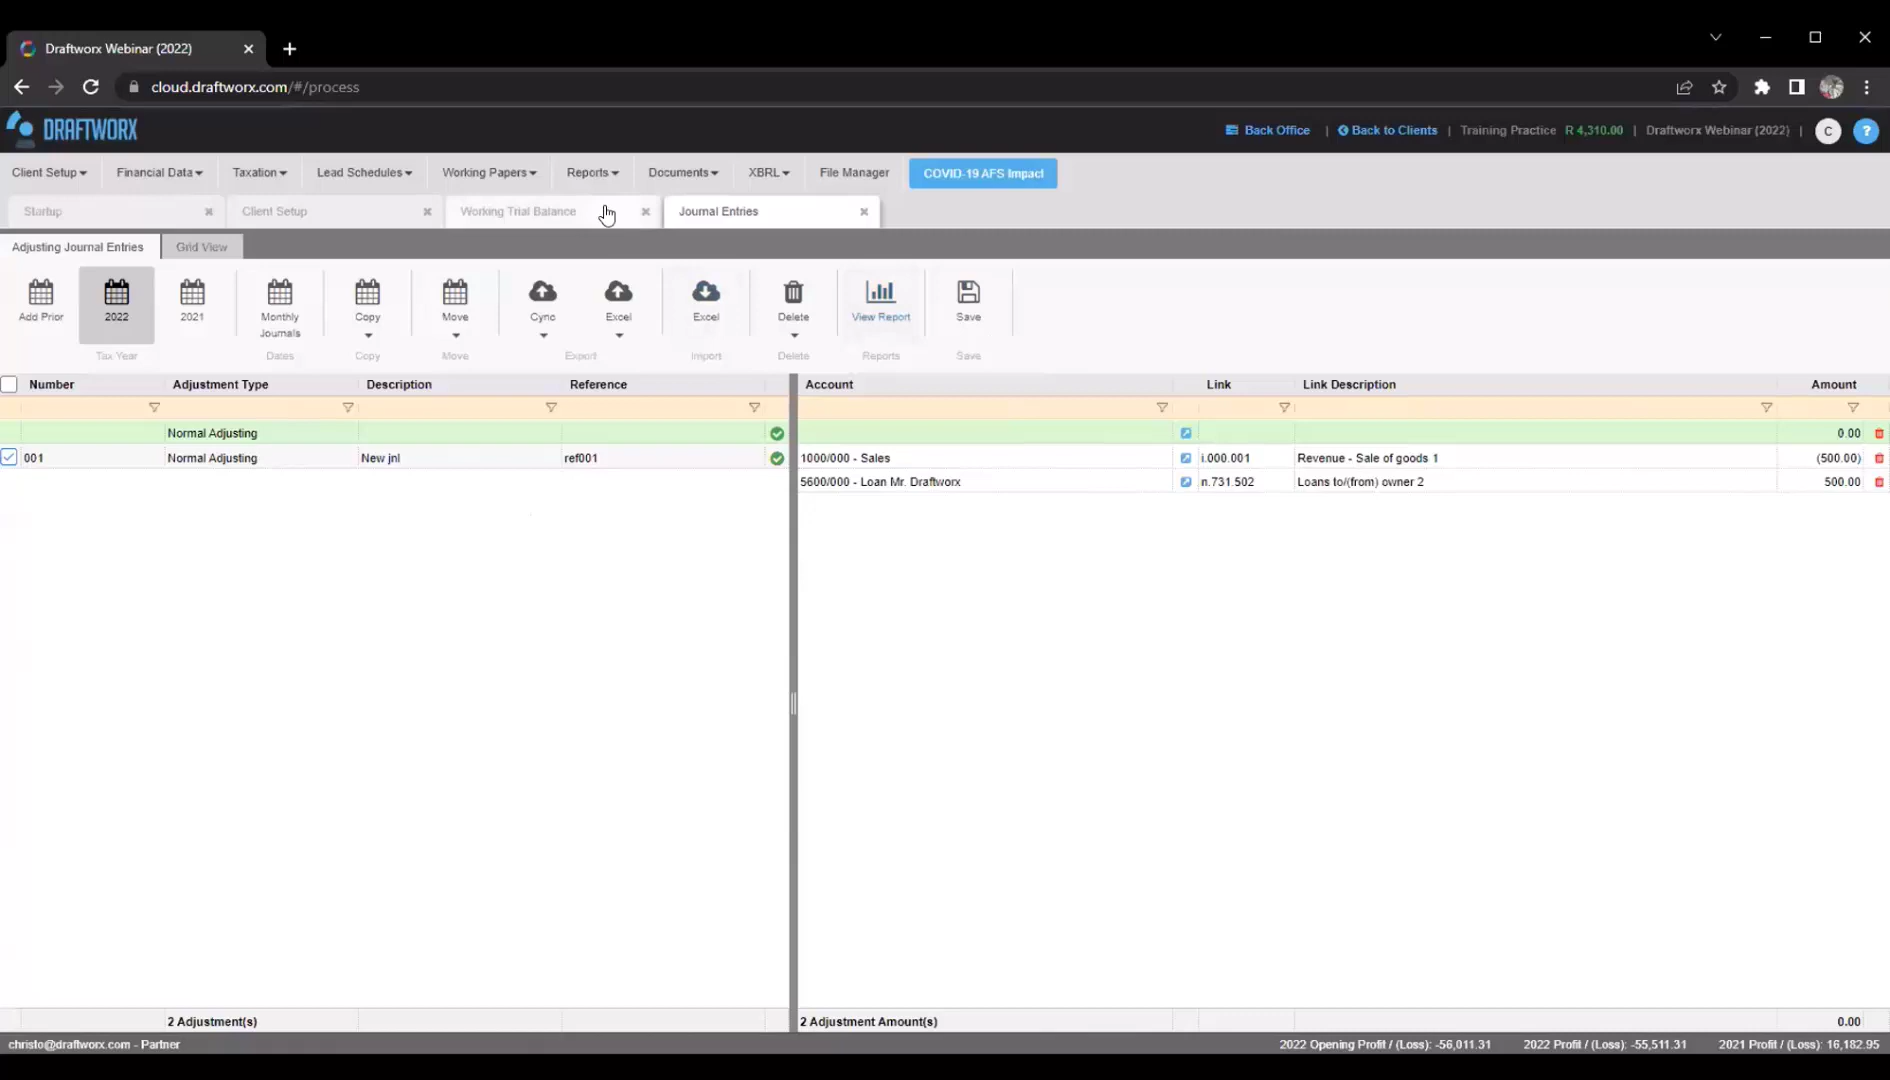 Draftworx Webinar (2022)
cloud.draftworx.com/#/process
DRAFTWORX
Back Office | Back to Clients | Training Practice R 4,310.00 | Draftworx Webinar (2022) | C ?
Client Setup Financial Data Taxation Lead Schedules Working Papers Reports Documents XBRL File Manager COVID-19 AFS Impact
Startup Client Setup Working Trial Balance Journal Entries
Adjusting Journal Entries Grid View
Add Prior 2022 2021 Monthly Journals Copy Move Cync Excel Excel Delete View Report Save
Tax Year Dates Copy Move Export Import Delete Reports Save
Number Adjustment Type Description Reference Account Link Link Description Amount
Normal Adjusting 0.00
001 Normal Adjusting New jnl ref001 1000/000 - Sales i.000.001 Revenue - Sale of goods 1 (500.00)
5600/000 - Loan Mr. Draftworx n.731.502 Loans to/(from) owner 2 500.00
2 Adjustment(s) 2 Adjustment Amount(s) 0.00
christo@draftworx.com - Partner 2022 Opening Profit / (Loss): -56,011.31 2022 Profit / (Loss): -55,511.31 2021 Profit / (Loss): 16,182.95